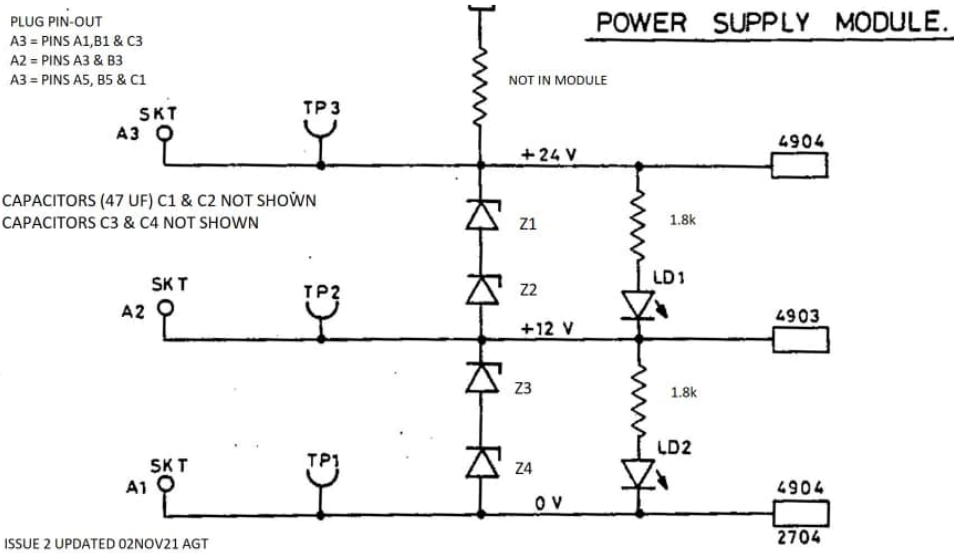 PLUG PIN-OUT
A3 = PINS A1,B1 & C3
A2 = PINS A3 & B3
A3 = PINS A5, B5 & C1
POWER SUPPLY MODULE.
NOT IN MODULE
SKT
A3
TP3
+24 V
4904
CAPACITORS (47 UF) C1 & C2 NOT SHOWN
CAPACITORS C3 & C4 NOT SHOWN
Z1
1.8k
SKT
A2
TP2
Z2
LD1
+12 V
4903
Z3
1.8k
SKT
A1
TP1
Z4
LD2
0 V
4904
2704
ISSUE 2 UPDATED 02NOV21 AGT